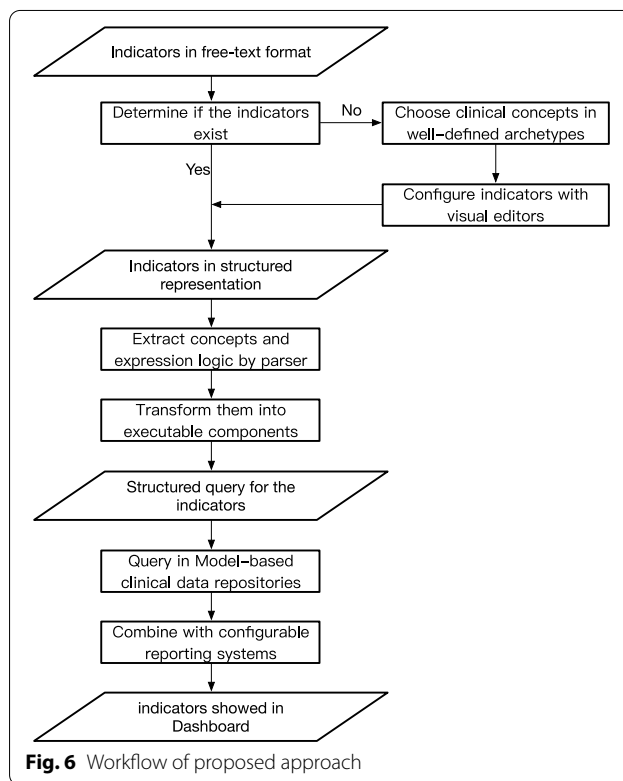 Indicators in free-text format
Determine if the indicators
exist
No
Choose clinical concepts in
well-defined archetypes
Yes
Configure indicators with
visual editors
Indicators in structured
representation
Extract concepts and
expression logic by parser
Transform them into
executable components
Structured query for the
indicators
Query in Model-based
clinical data repositories
Combine with configurable
reporting systems
indicators showed in
Dashboard
Fig. 6 Workflow of proposed approach